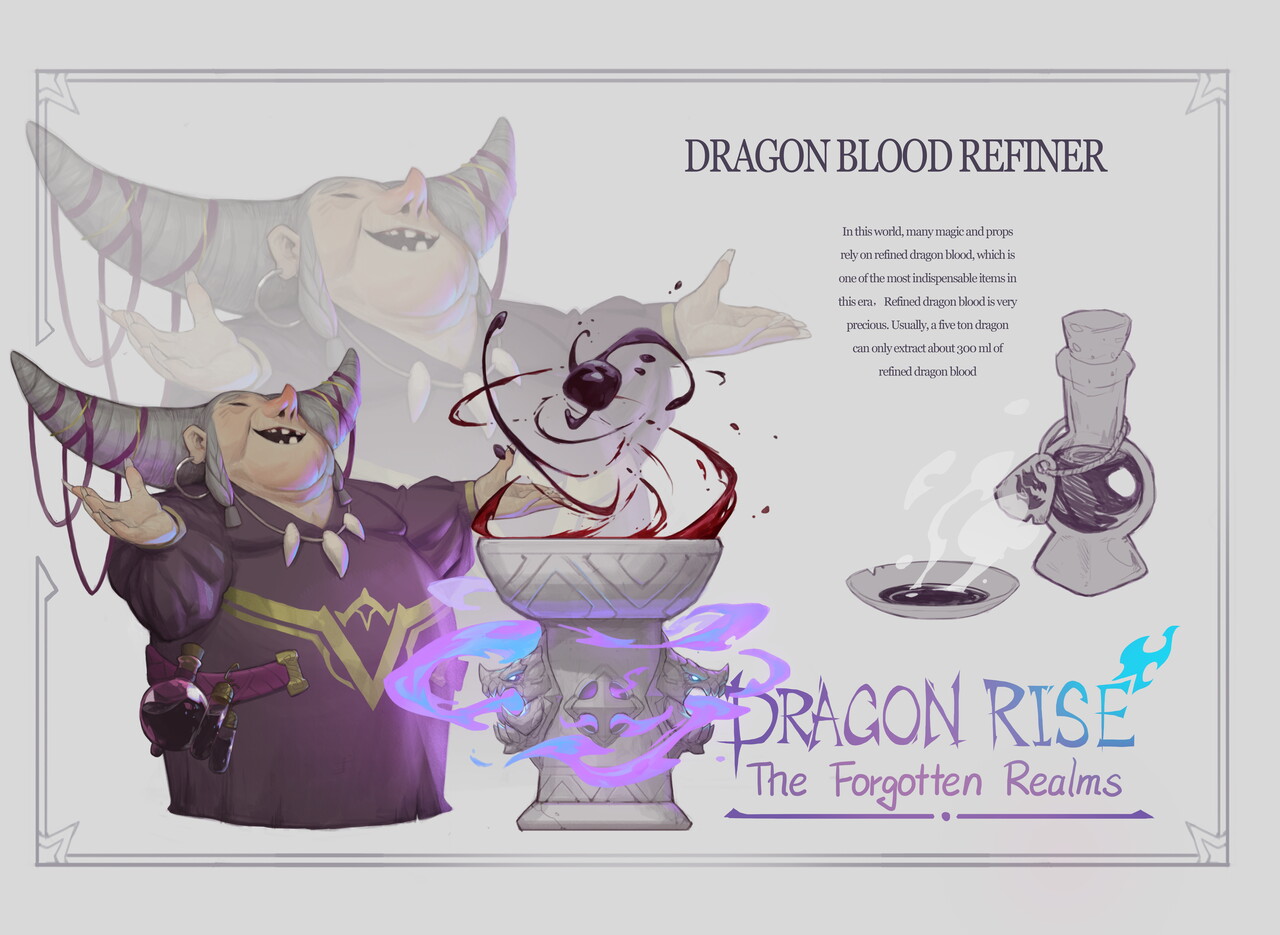 DRAGON BLOOD REFINER
In this world, many magic and props
rely on refined dragon blood, which is
one of the most indispensable items in
this era，Refined dragon blood is very
precious. Usually, a five ton dragon
can only extract about 300 ml of
refined dragon blood
DRAGON RISE
The Forgotten Realms